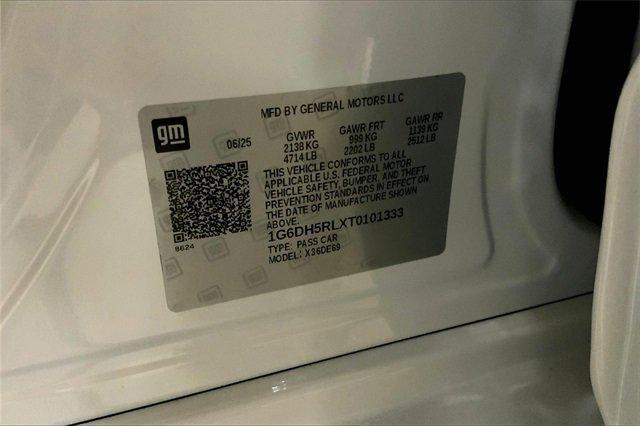 MFD BY GENERAL MOTORS LLC
gm
06/25
GVWR GAWR FRT GAWR RR
2138 KG 999 KG 1139 KG
4714 LB 2202 LB 2512 LB
THIS VEHICLE CONFORMS TO ALL
APPLICABLE U.S. FEDERAL MOTOR
VEHICLE SAFETY, BUMPER, AND THEFT
PREVENTION STANDARDS IN EFFECT ON
THE DATE OF MANUFACTURE SHOWN
ABOVE.
1G6DH5RLXT0101333
TYPE: PASS CAR
MODEL: X36DE69
8624